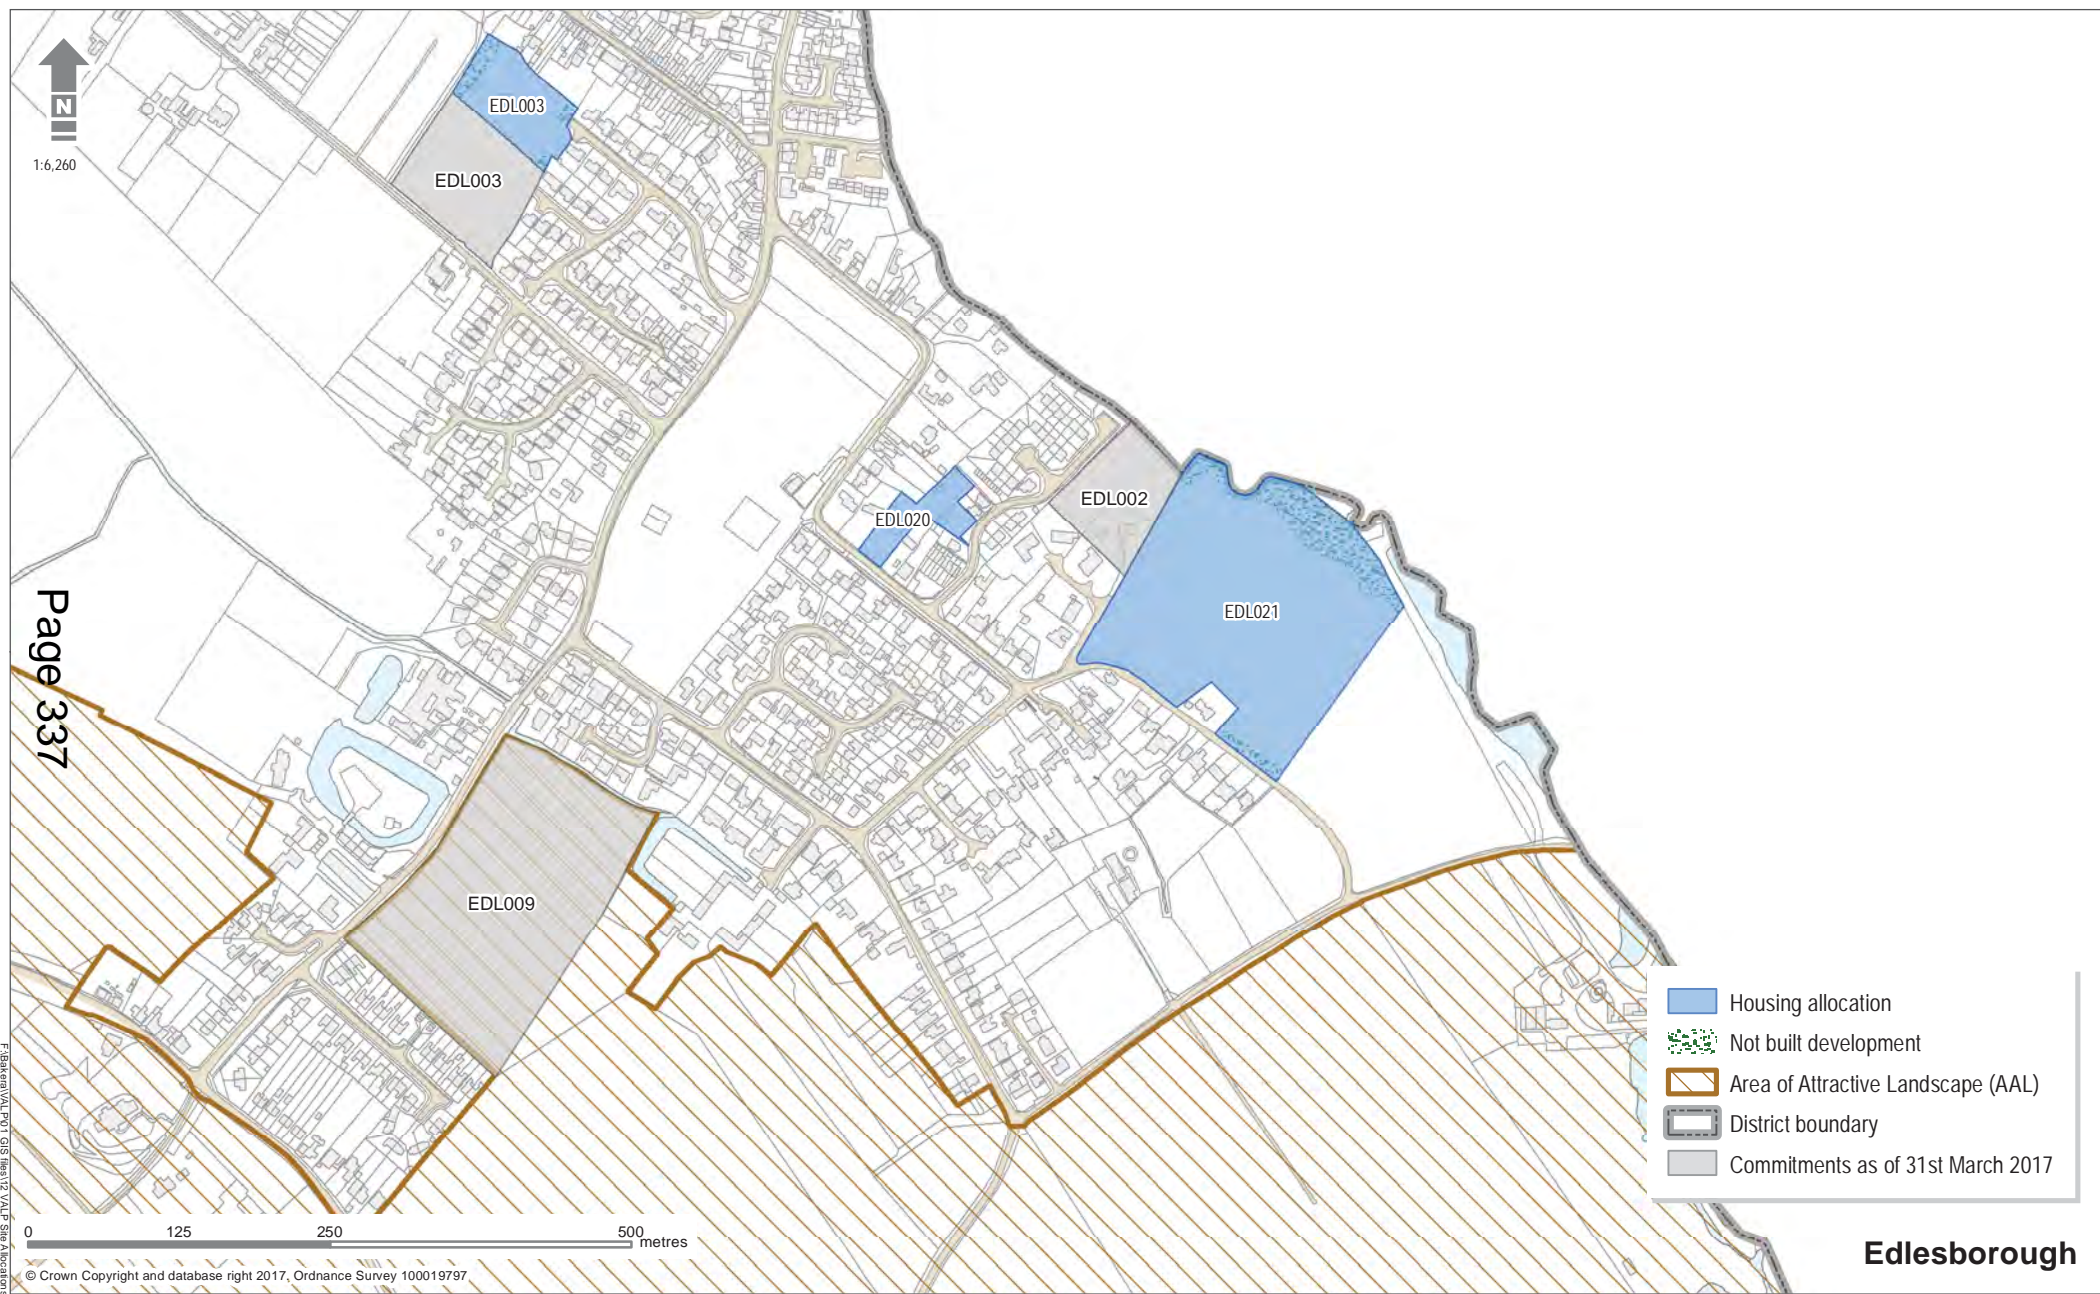 N
1:6,260
EDL003
EDL003
EDL002
EDL020
EDL021
EDL009
Page 337
Housing allocation
Not built development
Area of Attractive Landscape (AAL)
District boundary
Commitments as of 31st March 2017
0 125 250 500 metres
© Crown Copyright and database right 2017, Ordnance Survey 100019797
Edlesborough